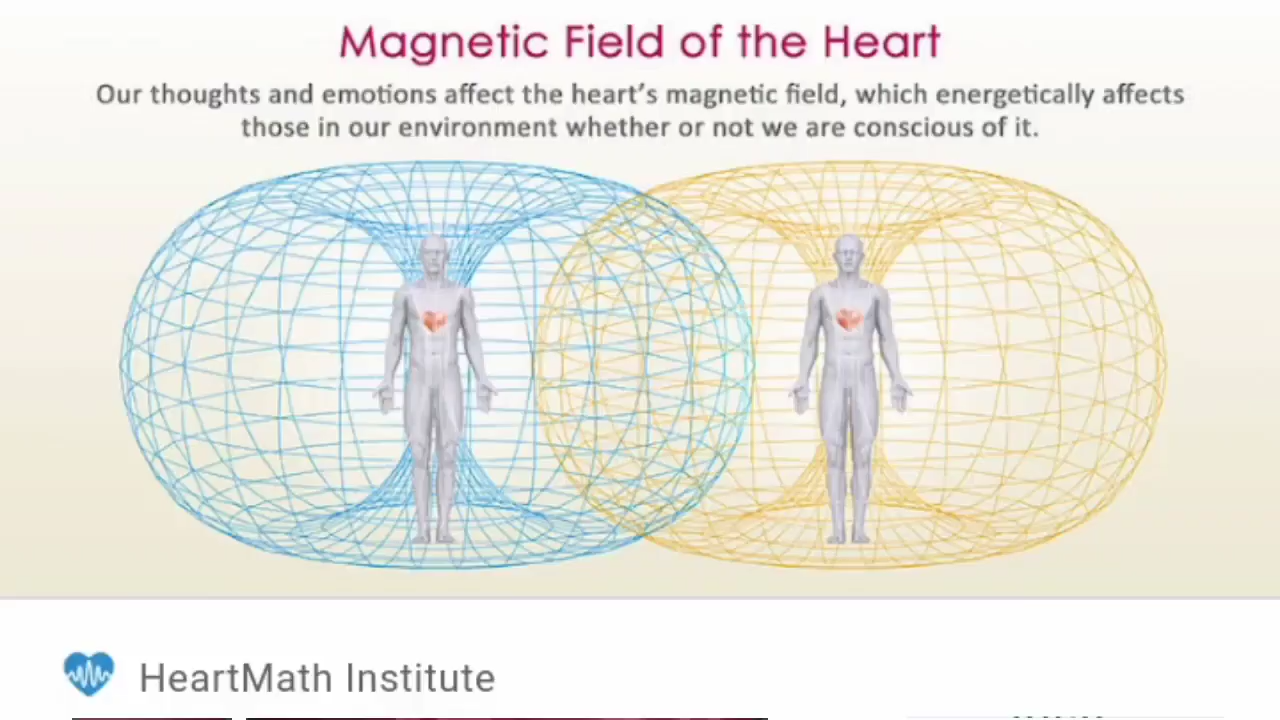 Magnetic Field of the Heart
Our thoughts and emotions affect the heart's magnetic field, which energetically affects
those in our environment whether or not we are conscious of it.
HeartMath Institute